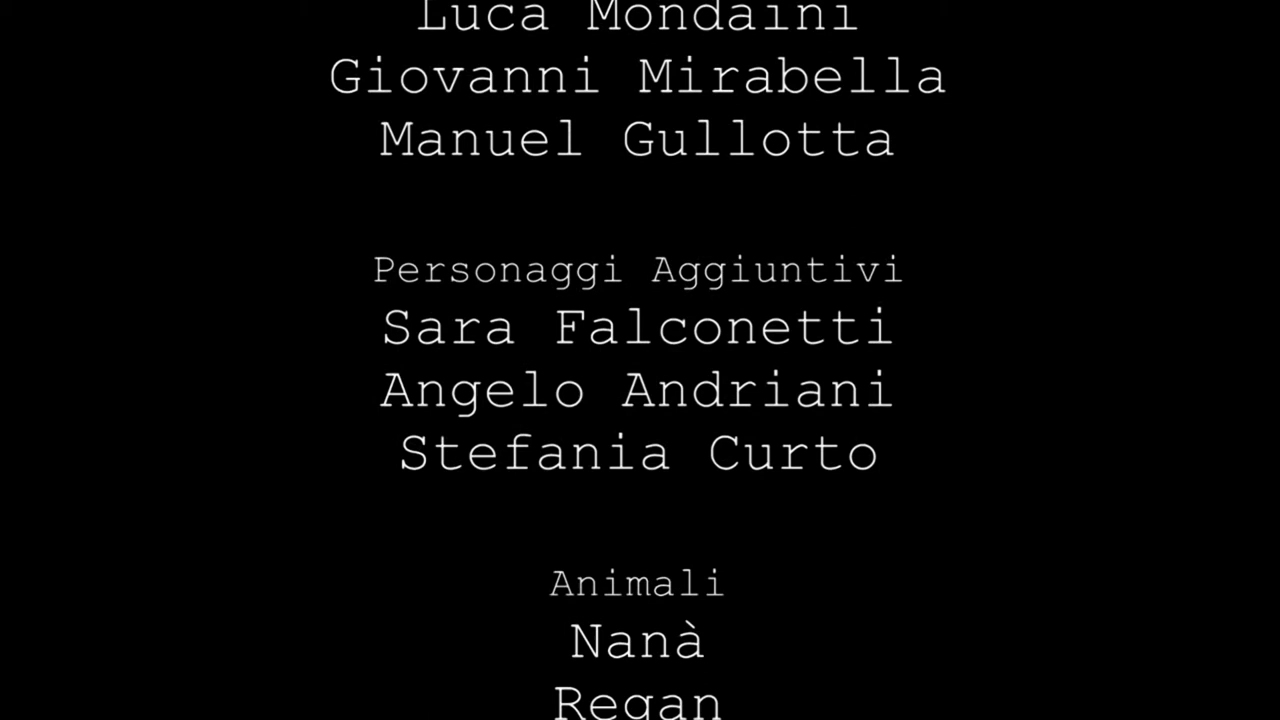 Luca Mondaini
Giovanni Mirabella
Manuel Gullotta
Personaggi Aggiuntivi
Sara Falconetti
Angelo Andriani
Stefania Curto
Animali
Nanà
Regan